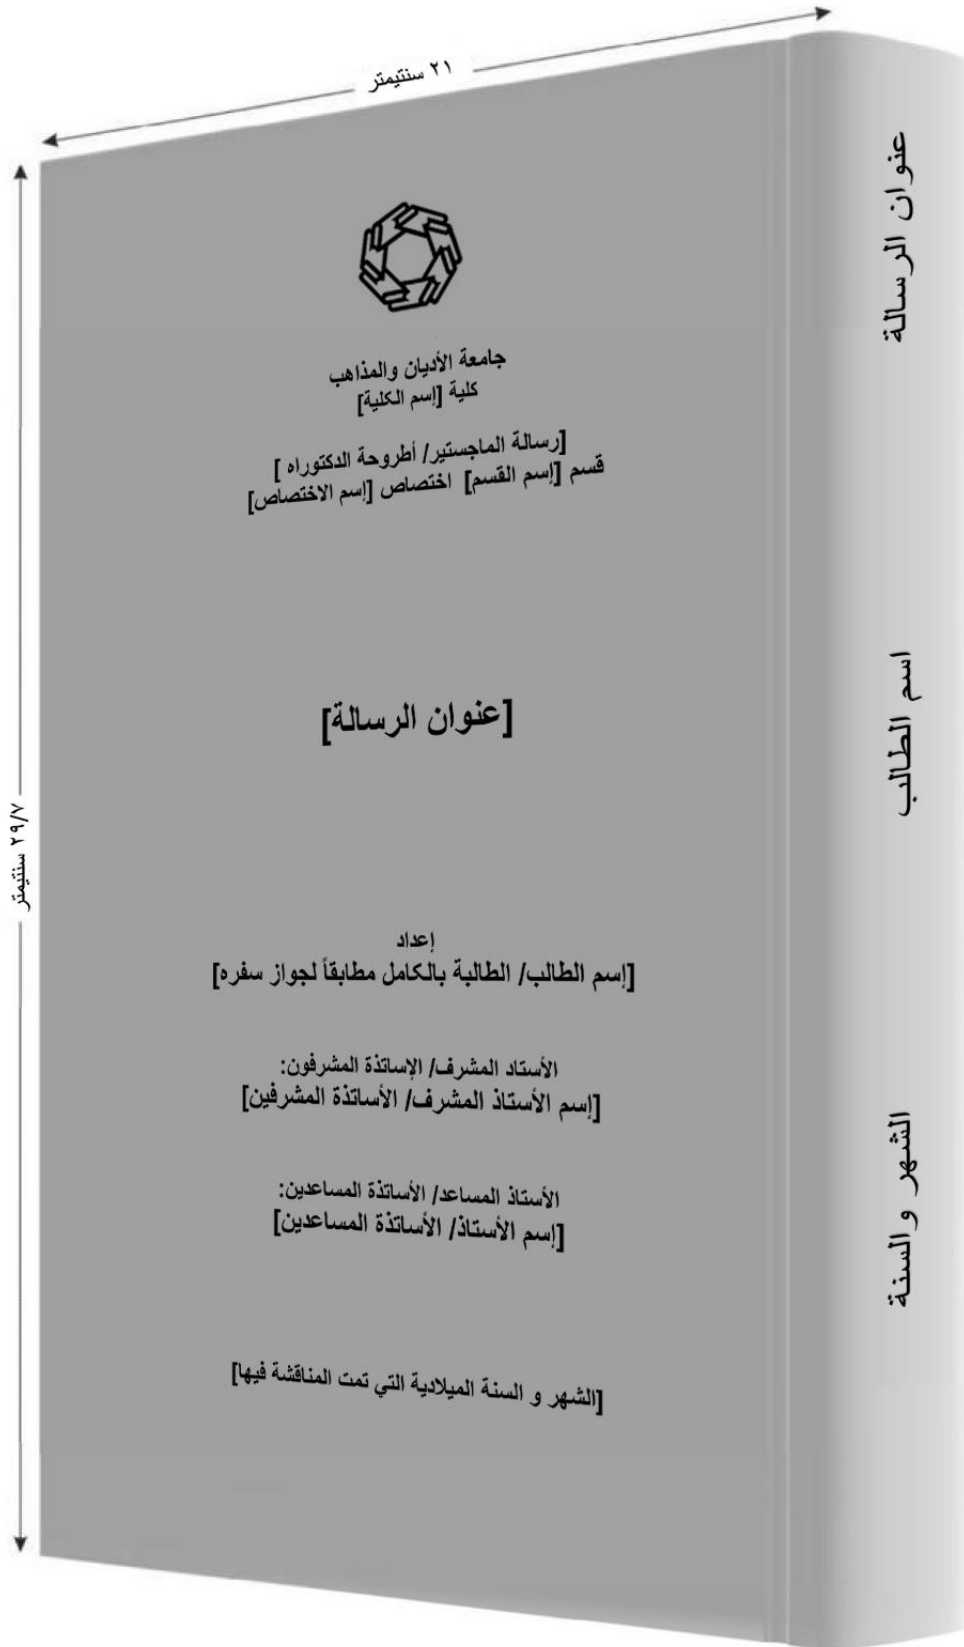 ٢١ سنتيمتر
٢٩/٧ سنتيمتر
جامعة الأديان والمذاهب
كلية [إسم الكلية]
[رسالة الماجستير/ أطروحة الدكتوراه ]
قسم [إسم القسم] اختصاص [إسم الاختصاص]
[عنوان الرسالة]
إعداد
[إسم الطالب/ الطالبة بالكامل مطابقاً لجواز سفره]
الأستاد المشرف/ الإساتذة المشرفون:
[إسم الأستاذ المشرف/ الأساتذة المشرفين]
الأستاذ المساعد/ الأساتذة المساعدين:
[إسم الأستاذ/ الأساتذة المساعدين]
[الشهر و السنة الميلادية التي تمت المناقشة فيها]
عنوان الرسالة
اسم الطالب
الشهر و السنة